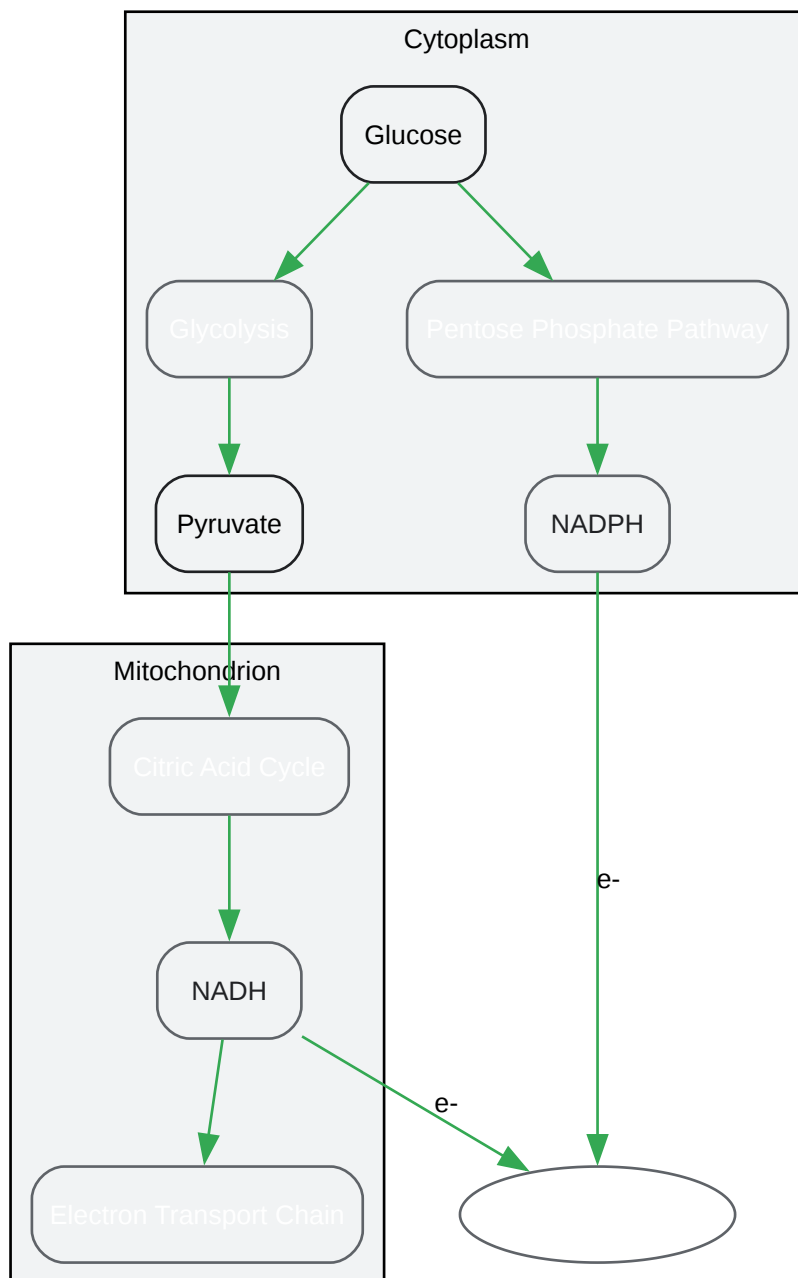 Cytoplasm
Glucose
Glycolysis
Pentose Phosphate Pathway
Pyruvate
NADPH
Mitochondrion
Citric Acid Cycle
e-
NADH
e-
Electron Transport Chain